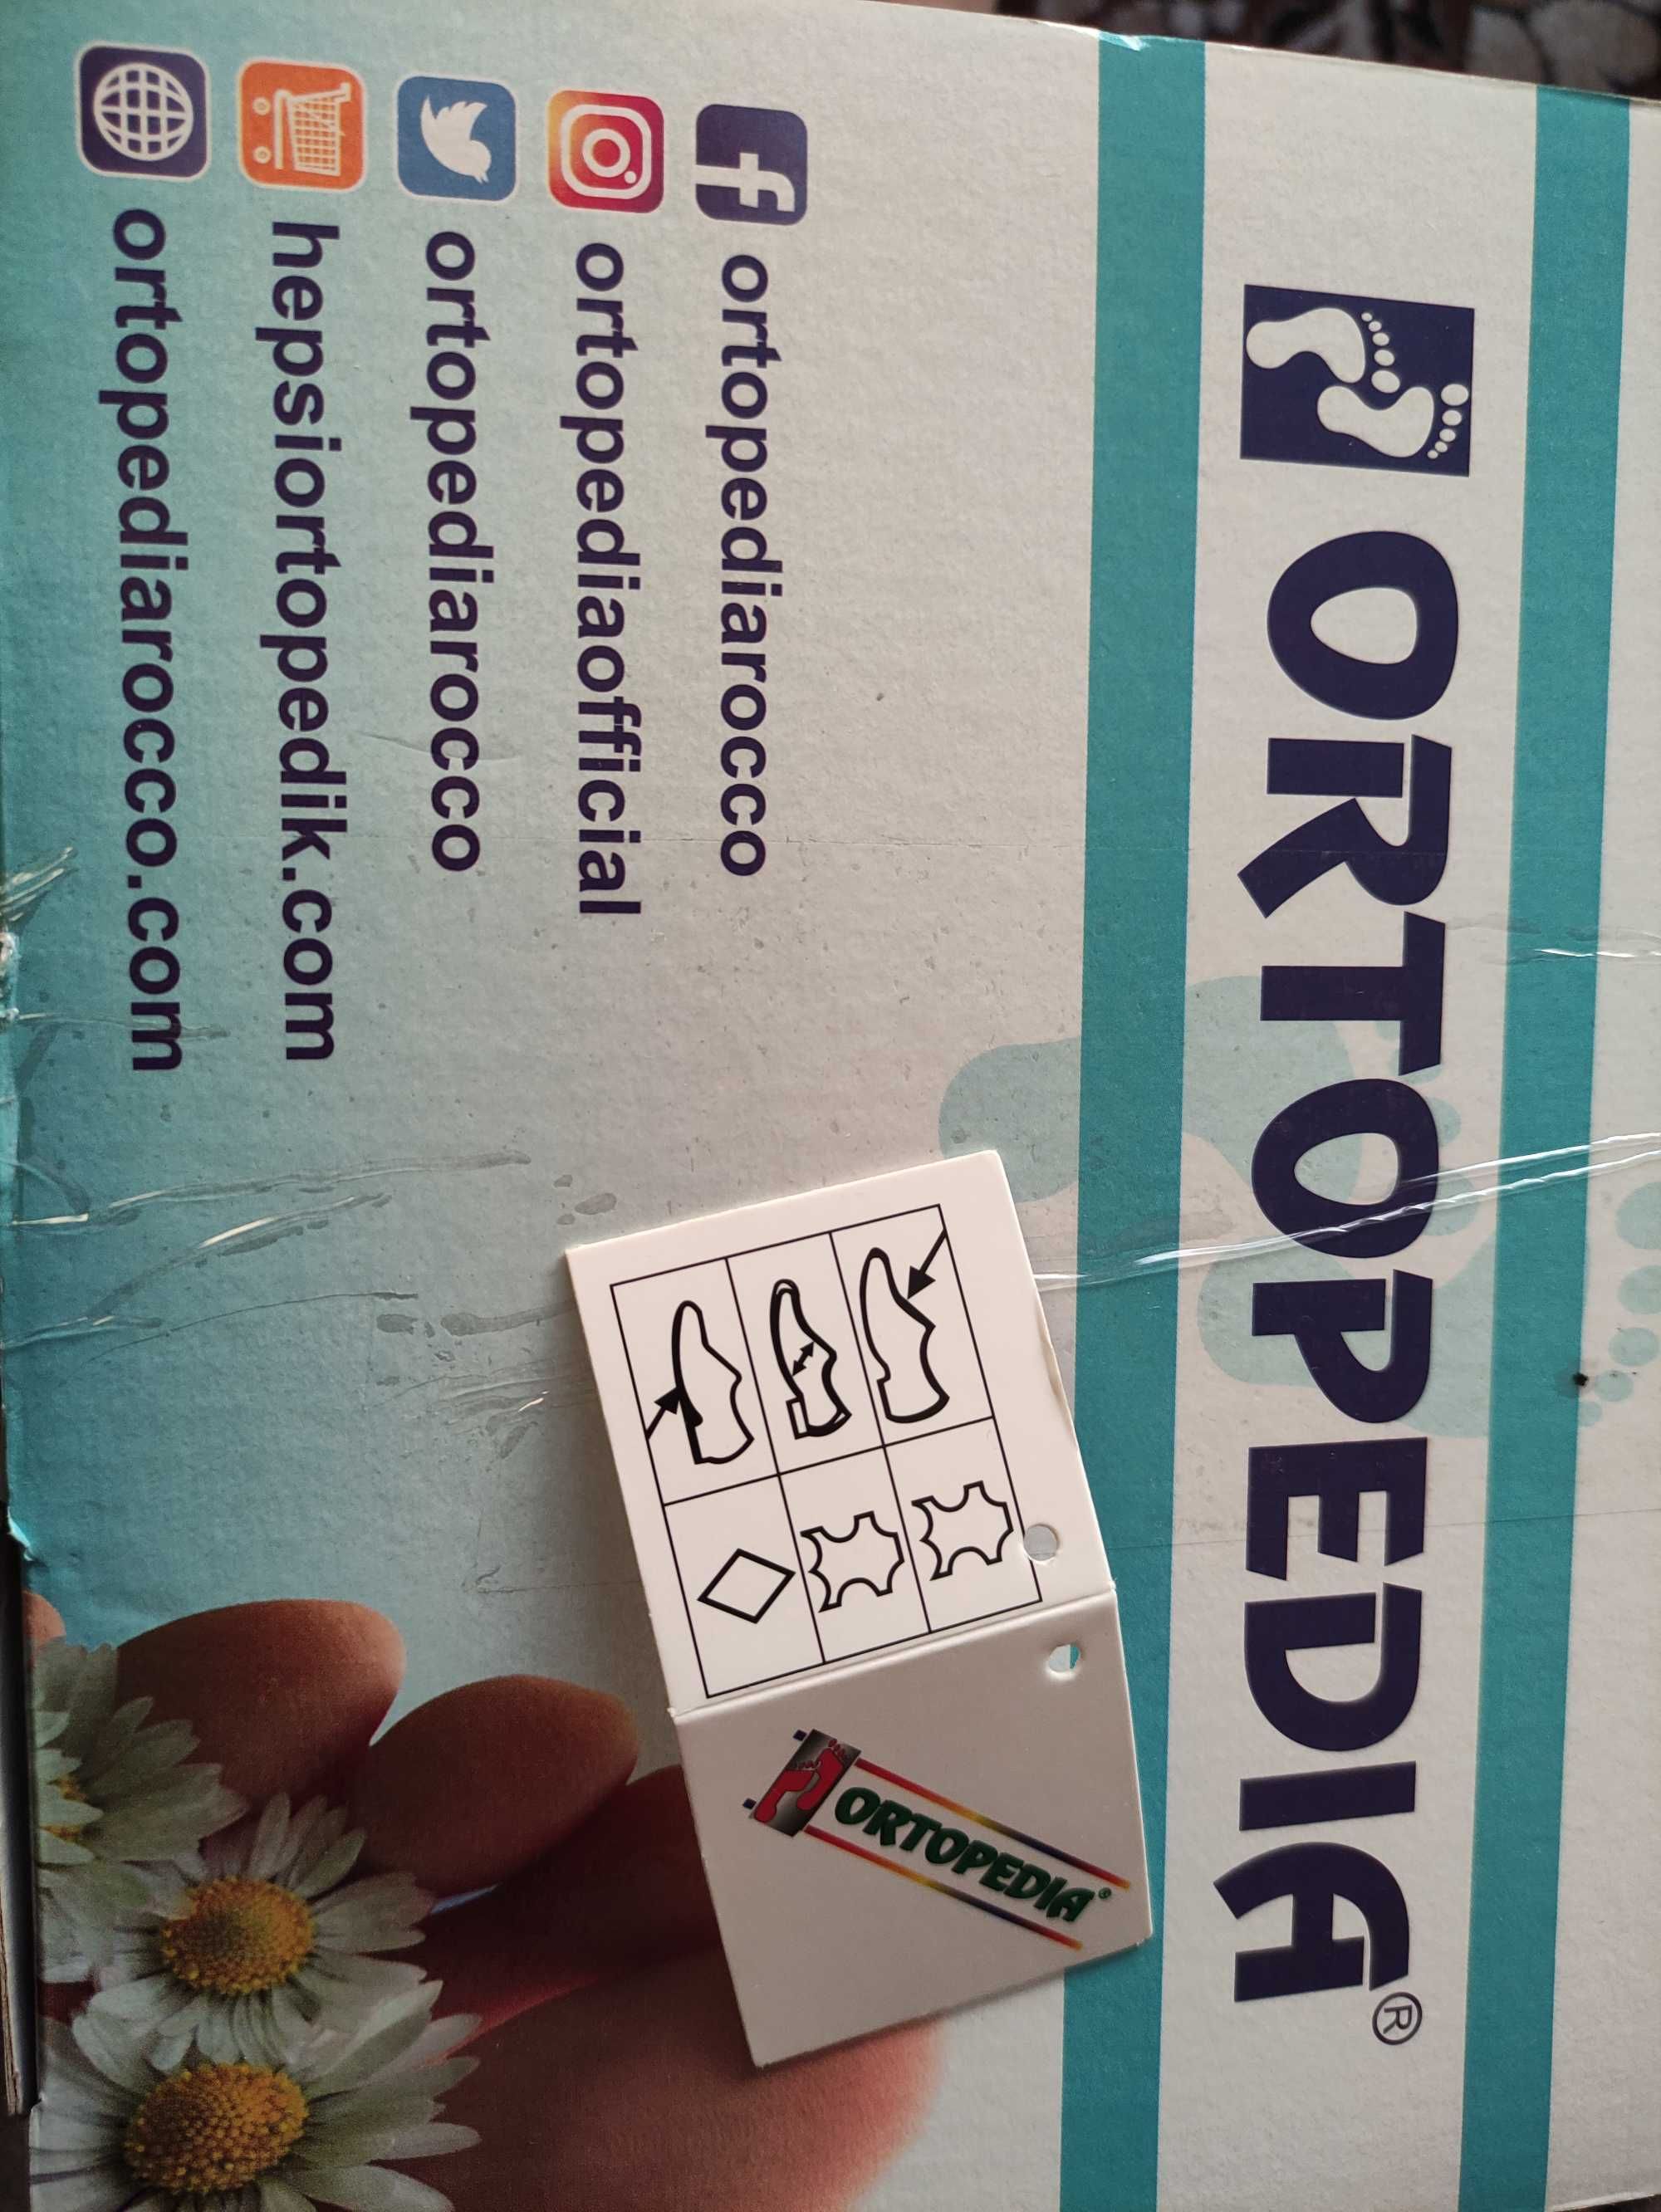 ORTOPEDIA®
ortopediarocco
ortopediaofficial
ortopediarocco
hepsiortopedik.com
ortopediarocco.com
ORTOPEDIA®